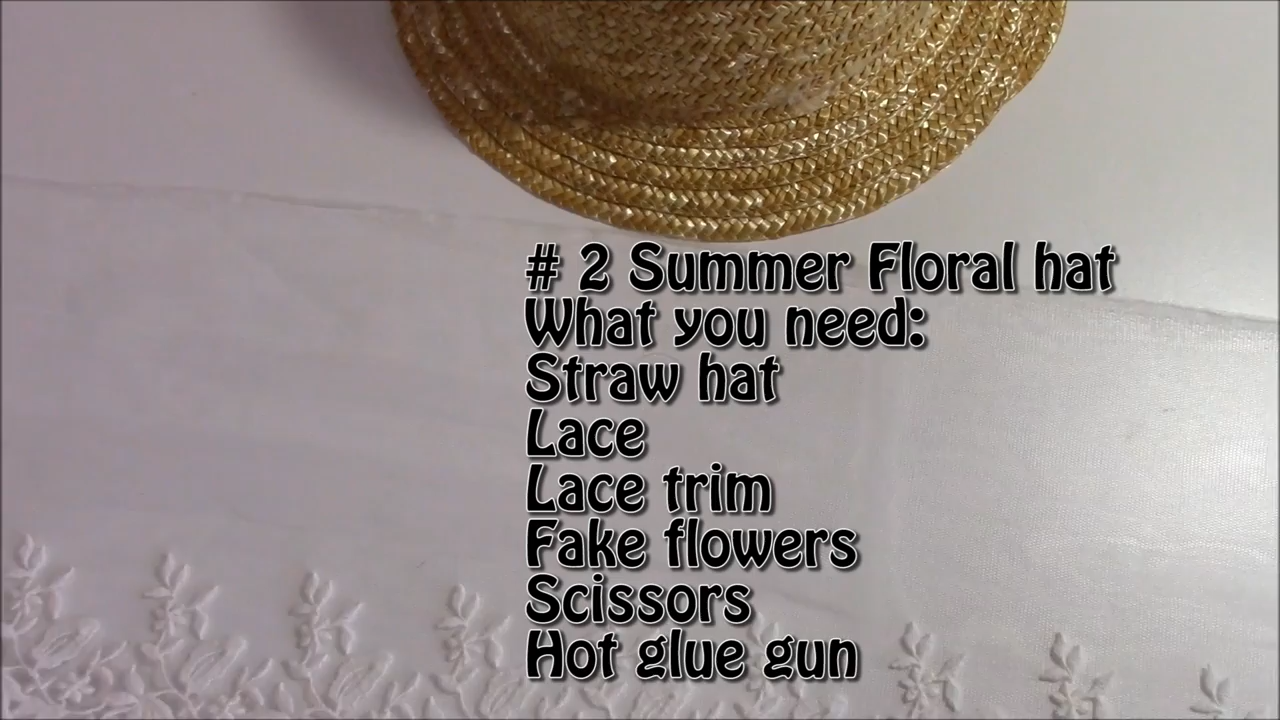 # 2 Summer Floral hat
What you need:
Straw hat
Lace
Lace trim
Fake flowers
Scissors
Hot glue gun